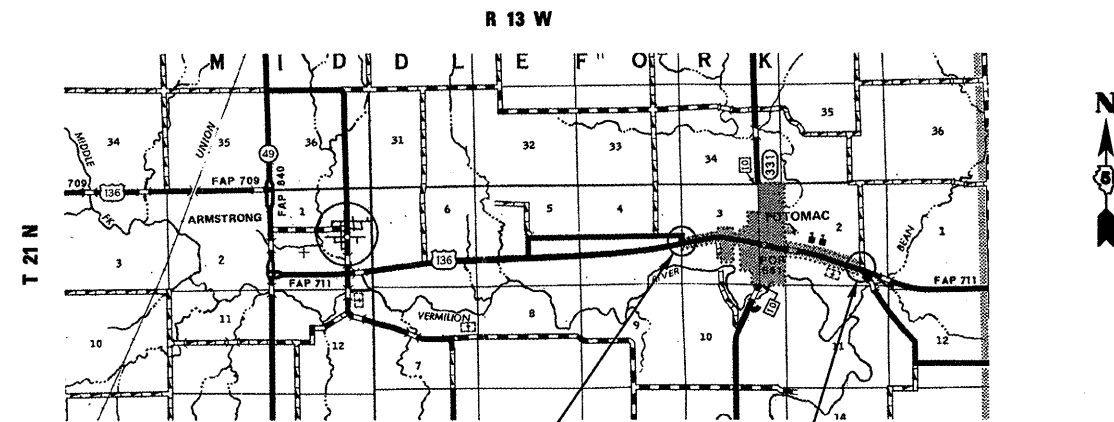 R 13 W
T 21 N
N
M I D D L E F O R K
34 35 36 31 32 33 34 35 36
MIDDLE
UNION
49
10
331
709 136 FAP 709
FAP 840
FK
ARMSTRONG
1 6 5 4 3 POTOMAC 2 1
BEAN
3 2
136
FAP 711
RIVER
FAP 711
VERMILION
10 11 12 7 8 9 10 11 12
10
14